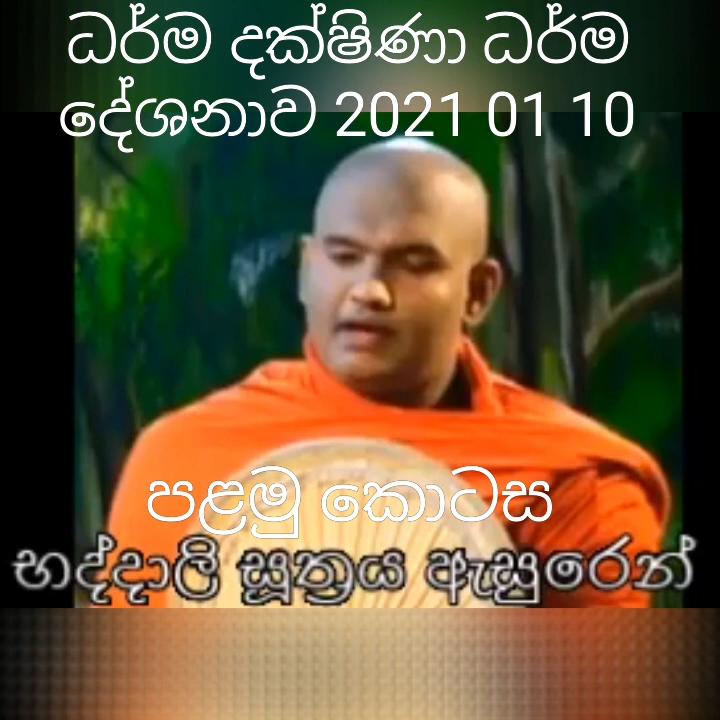 ධර්ම දක්ෂිණා ධර්ම
දේශනාව 2021 01 10
පළමු කොටස
භද්දාලි සූත්‍රය ඇසුරෙන්